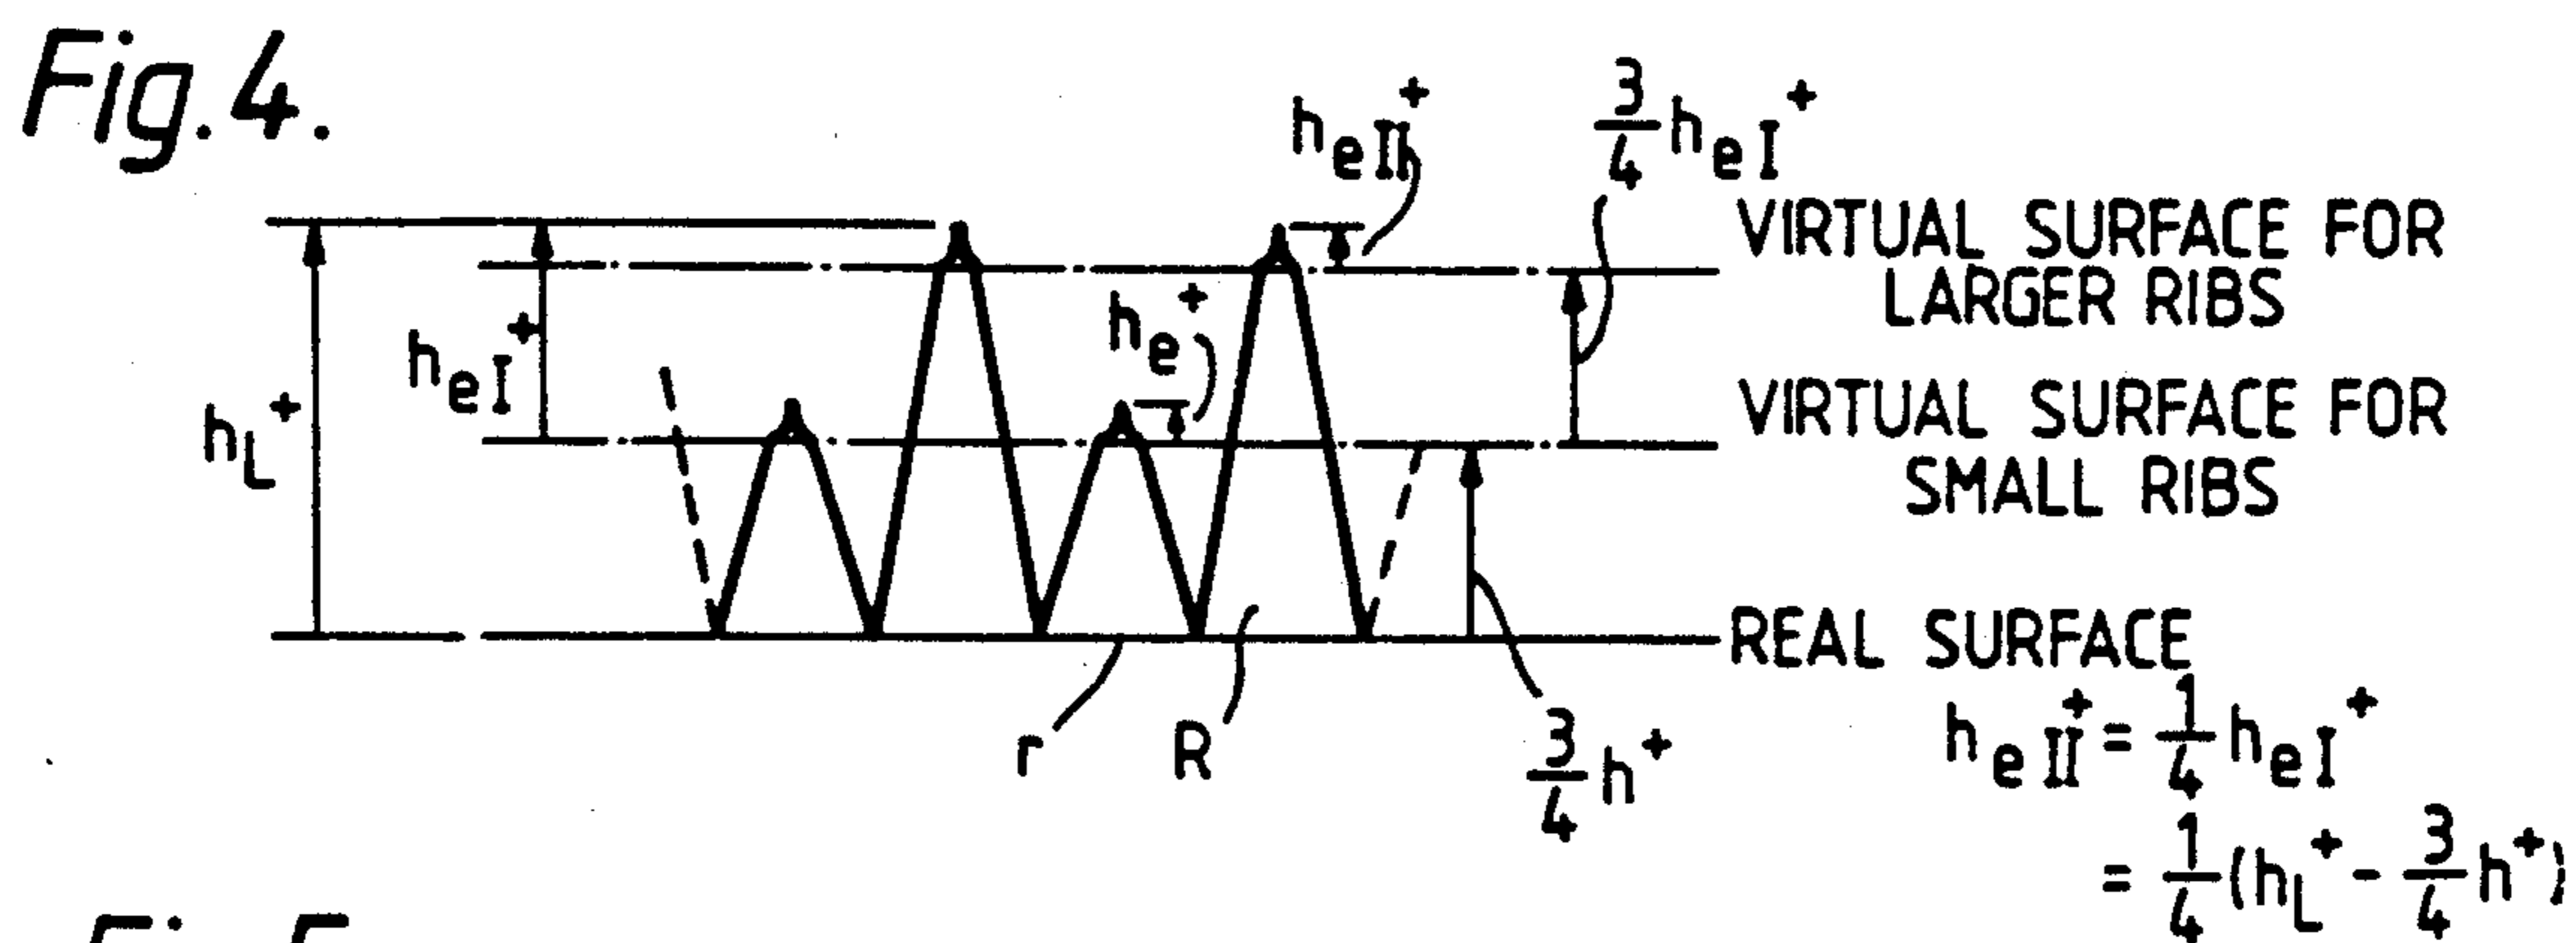 Fig.4.
h_eII^+
3/4 h_eI^+
VIRTUAL SURFACE FOR
LARGER RIBS
h_e^+
h_eI^+
h_L^+
VIRTUAL SURFACE FOR
SMALL RIBS
REAL SURFACE
r
R
3/4 h^+
h_eII^+ = 1/4 h_eI^+
= 1/4 (h_L^+ - 3/4 h^+)